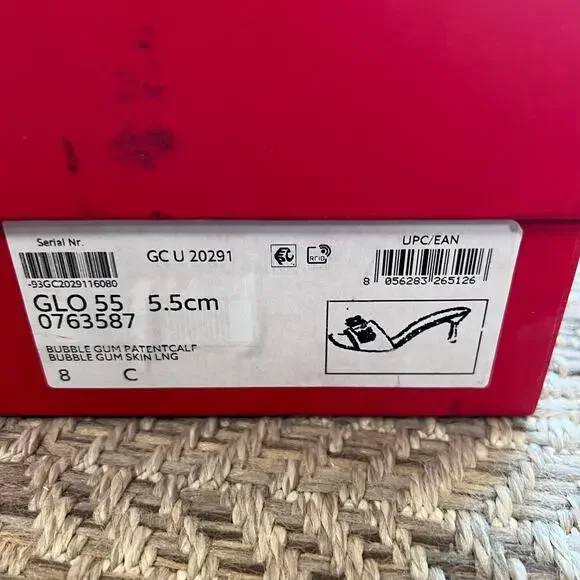 Serial Nr.
GC U 20291
RFID
UPC/EAN
-93GC2029116080
8 056283 265126
GLO 55 5.5cm
0763587
BUBBLE GUM PATENTCALF
BUBBLE GUM SKIN LNG
8 C